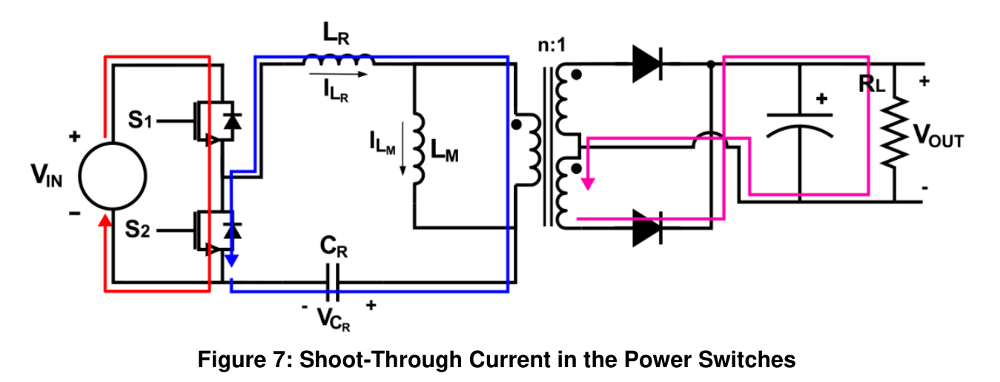 LR
n:1
ILR
S1
RL
+
+
+
ILM
LM
VIN
VOUT
-
–
S2
CR
-
+
VCR
Figure 7: Shoot-Through Current in the Power Switches